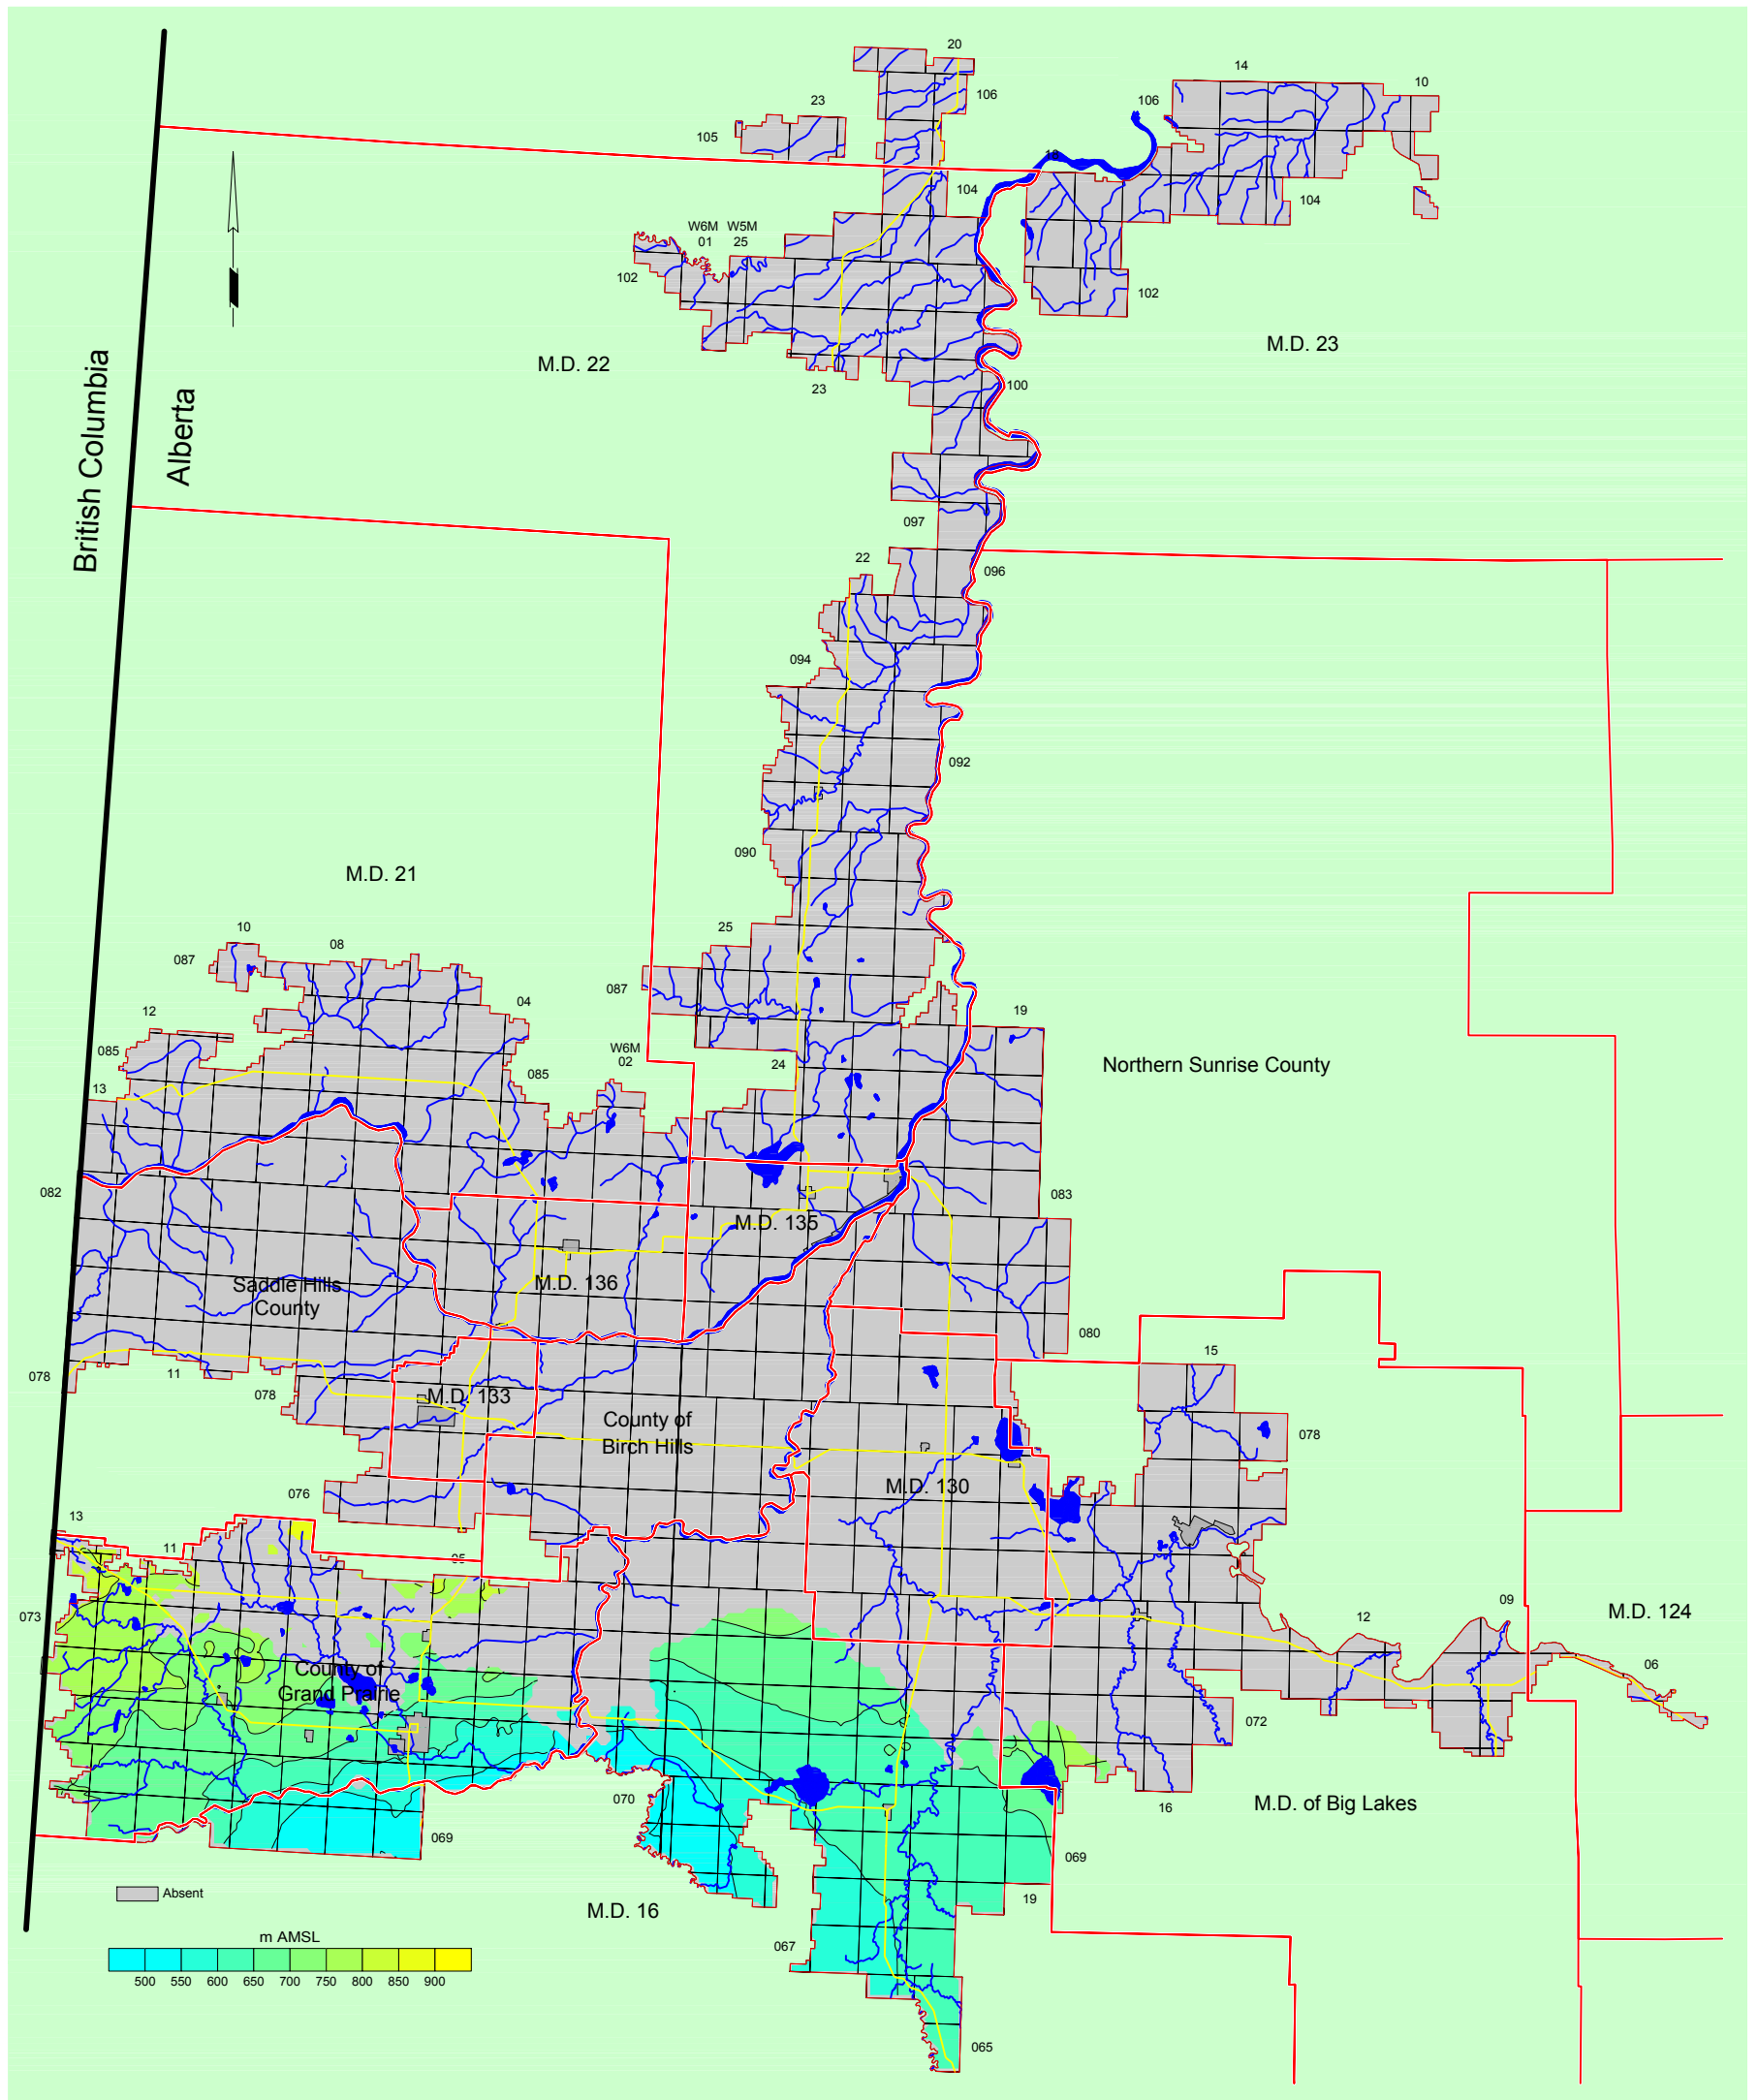 20
14
10
106
106
23
105
18
104
104
W6M W5M
01 25
102
102
M.D. 23
M.D. 22
23
100
British Columbia
Alberta
097
22
096
094
092
090
M.D. 21
25
10
08
087
087
04
19
12
085
W6M
02
24
085
13
Northern Sunrise County
082
083
M.D. 135
M.D. 136
Saddle Hills
County
080
15
078
11
078
M.D. 133
County of
Birch Hills
078
M.D. 130
076
13
11
05
073
09
12
M.D. 124
06
County of
Grand Prairie
072
070
16
M.D. of Big Lakes
069
069
19
Absent
M.D. 16
m AMSL
067
500 550 600 650 700 750 800 850 900
065